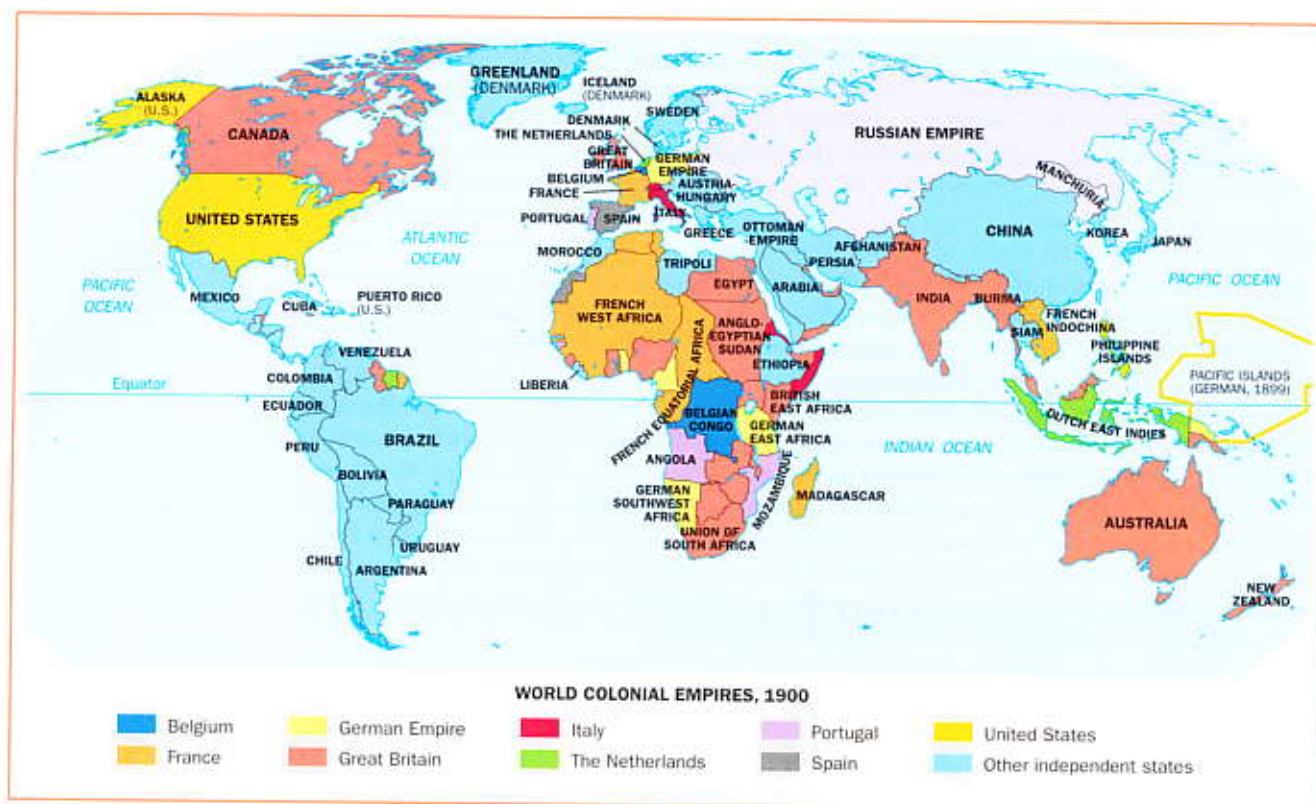 GREENLAND
(DENMARK)
ICELAND
(DENMARK)
ALASKA
(U.S.)
CANADA
SWEDEN
DENMARK
THE NETHERLANDS
GREAT
BRITAIN
GERMAN
EMPIRE
BELGIUM
FRANCE
AUSTRIA-
HUNGARY
RUSSIAN EMPIRE
MANCHURIA
UNITED STATES
PORTUGAL
SPAIN
ITALY
GREECE
OTTOMAN
EMPIRE
AFGHANISTAN
PERSIA
CHINA
KOREA
JAPAN
ATLANTIC
OCEAN
MOROCCO
TRIPOLI
PACIFIC
OCEAN
PACIFIC OCEAN
MEXICO
CUBA
PUERTO RICO
(U.S.)
FRENCH
WEST AFRICA
EGYPT
ARABIA
INDIA
BURMA
FRENCH
INDOCHINA
SIAM
ANGLO-
EGYPTIAN
SUDAN
PHILIPPINE
ISLANDS
VENEZUELA
ETHIOPIA
PACIFIC ISLANDS
(GERMAN, 1899)
Equator
COLOMBIA
LIBERIA
FRENCH EQUATORIAL AFRICA
BRITISH
EAST AFRICA
ECUADOR
BELGIAN
CONGO
DUTCH EAST INDIES
PERU
BRAZIL
GERMAN
EAST AFRICA
INDIAN OCEAN
BOLIVIA
ANGOLA
MOZAMBIQUE
MADAGASCAR
PARAGUAY
GERMAN
SOUTHWEST
AFRICA
AUSTRALIA
UNION OF
SOUTH AFRICA
CHILE
URUGUAY
ARGENTINA
NEW
ZEALAND
WORLD COLONIAL EMPIRES, 1900
Belgium
German Empire
Italy
Portugal
United States
France
Great Britain
The Netherlands
Spain
Other independent states